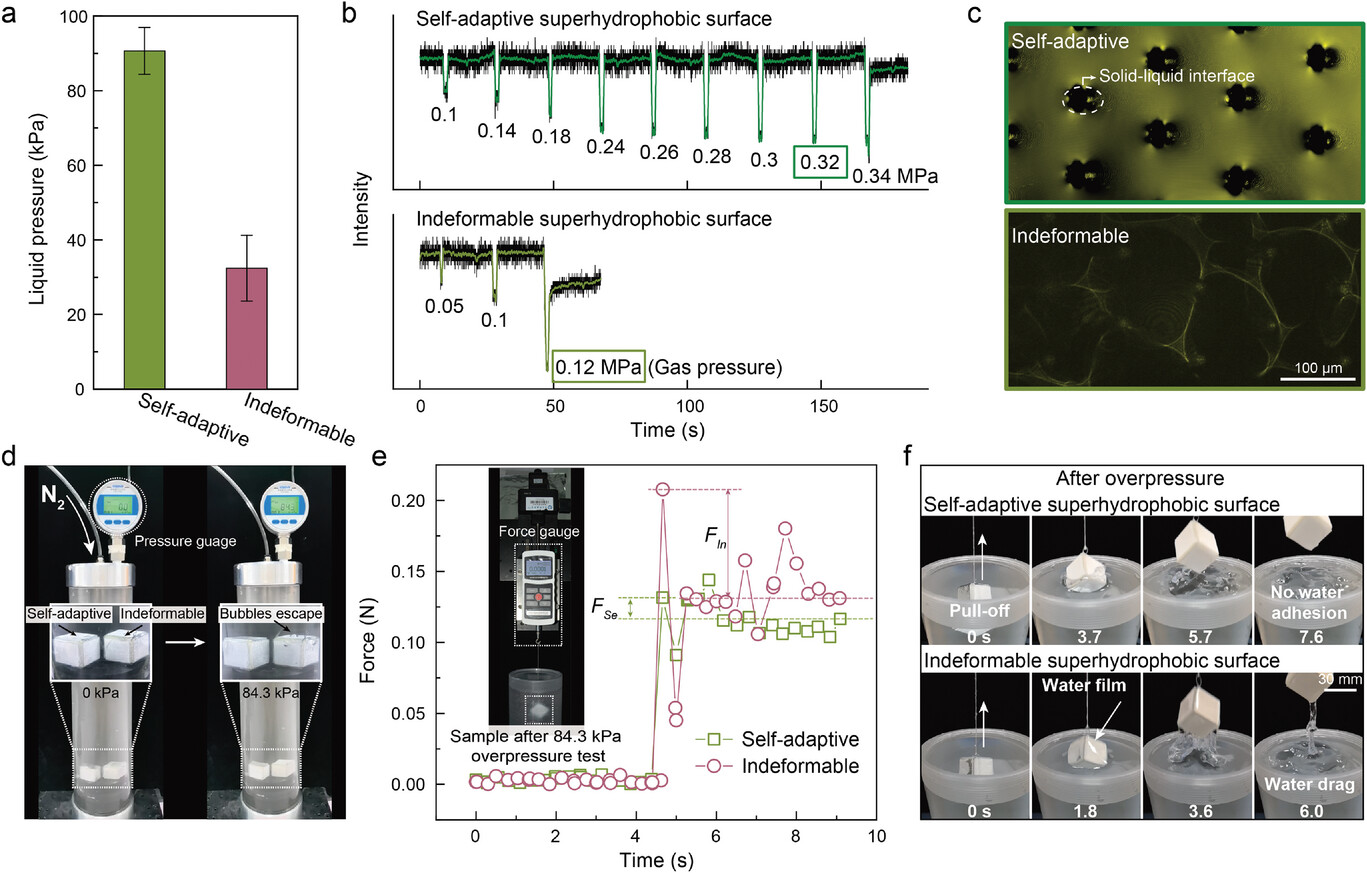 a
Liquid pressure (kPa)
100
80
60
40
20
0
Self-adaptive
Indeformable
b
Intensity
Self-adaptive superhydrophobic surface
0.1
0.14
0.18
0.24
0.26
0.28
0.3
0.32
0.34 MPa
Indeformable superhydrophobic surface
0.05
0.1
0.12 MPa (Gas pressure)
0
50
100
150
Time (s)
c
Self-adaptive
Solid-liquid interface
Indeformable
100 µm
d
N2
Pressure guage
Self-adaptive
Indeformable
Bubbles escape
0 kPa
84.3 kPa
e
Force (N)
0.20
0.15
0.10
0.05
0.00
Force gauge
Sample after 84.3 kPa
overpressure test
FIn
FSe
Self-adaptive
Indeformable
0
2
4
6
8
10
Time (s)
f
After overpressure
Self-adaptive superhydrophobic surface
Pull-off
No water
adhesion
0 s
3.7
5.7
7.6
Indeformable superhydrophobic surface
Water film
30 mm
Water drag
0 s
1.8
3.6
6.0